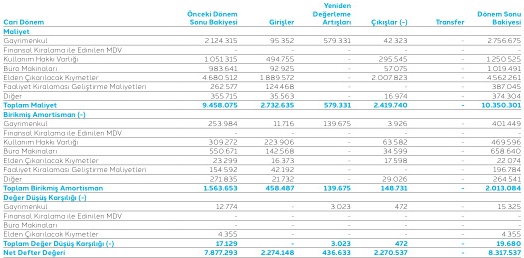 Cari Dönem Önceki Dönem Sonu Bakiyesi Girişler Yeniden Değerleme Artışları Çıkışlar (-) Transfer Dönem Sonu Bakiyesi
Maliyet
Gayrimenkul 2.124.315 95.352 579.331 42.323 - 2.756.675
Finansal Kiralama ile Edinilen MDV - - - - - -
Kullanım Hakkı Varlığı 1.051.315 494.755 - 295.545 - 1.250.525
Büro Makinaları 983.641 92.925 - 57.075 - 1.019.491
Elden Çıkarılacak Kıymetler 4.680.512 1.889.572 - 2.007.823 - 4.562.261
Faaliyet Kiralaması Geliştirme Maliyetleri 262.577 124.468 - - - 387.045
Diğer 355.715 35.563 - 16.974 - 374.304
Toplam Maliyet 9.458.075 2.732.635 579.331 2.419.740 - 10.350.301
Birikmiş Amortisman (-)
Gayrimenkul 253.984 11.716 139.675 3.926 - 401.449
Finansal Kiralama ile Edinilen MDV - - - - - -
Kullanım Hakkı Varlığı 309.272 223.906 - 63.582 - 469.596
Büro Makinaları 550.671 142.568 - 34.599 - 658.640
Elden Çıkarılacak Kıymetler 23.299 16.373 - 17.598 - 22.074
Faaliyet Kiralaması Geliştirme Maliyetleri 154.592 42.192 - - - 196.784
Diğer 271.835 21.732 - 29.026 - 264.541
Toplam Birikmiş Amortisman 1.563.653 458.487 139.675 148.731 - 2.013.084
Değer Düşüş Karşılığı (-)
Gayrimenkul 12.774 - 3.023 472 - 15.325
Finansal Kiralama ile Edinilen MDV - - - - - -
Büro Makinaları - - - - - -
Elden Çıkarılacak Kıymetler 4.355 - - - - 4.355
Toplam Değer Düşüş Karşılığı (-) 17.129 - 3.023 472 - 19.680
Net Defter Değeri 7.877.293 2.274.148 436.633 2.270.537 - 8.317.537